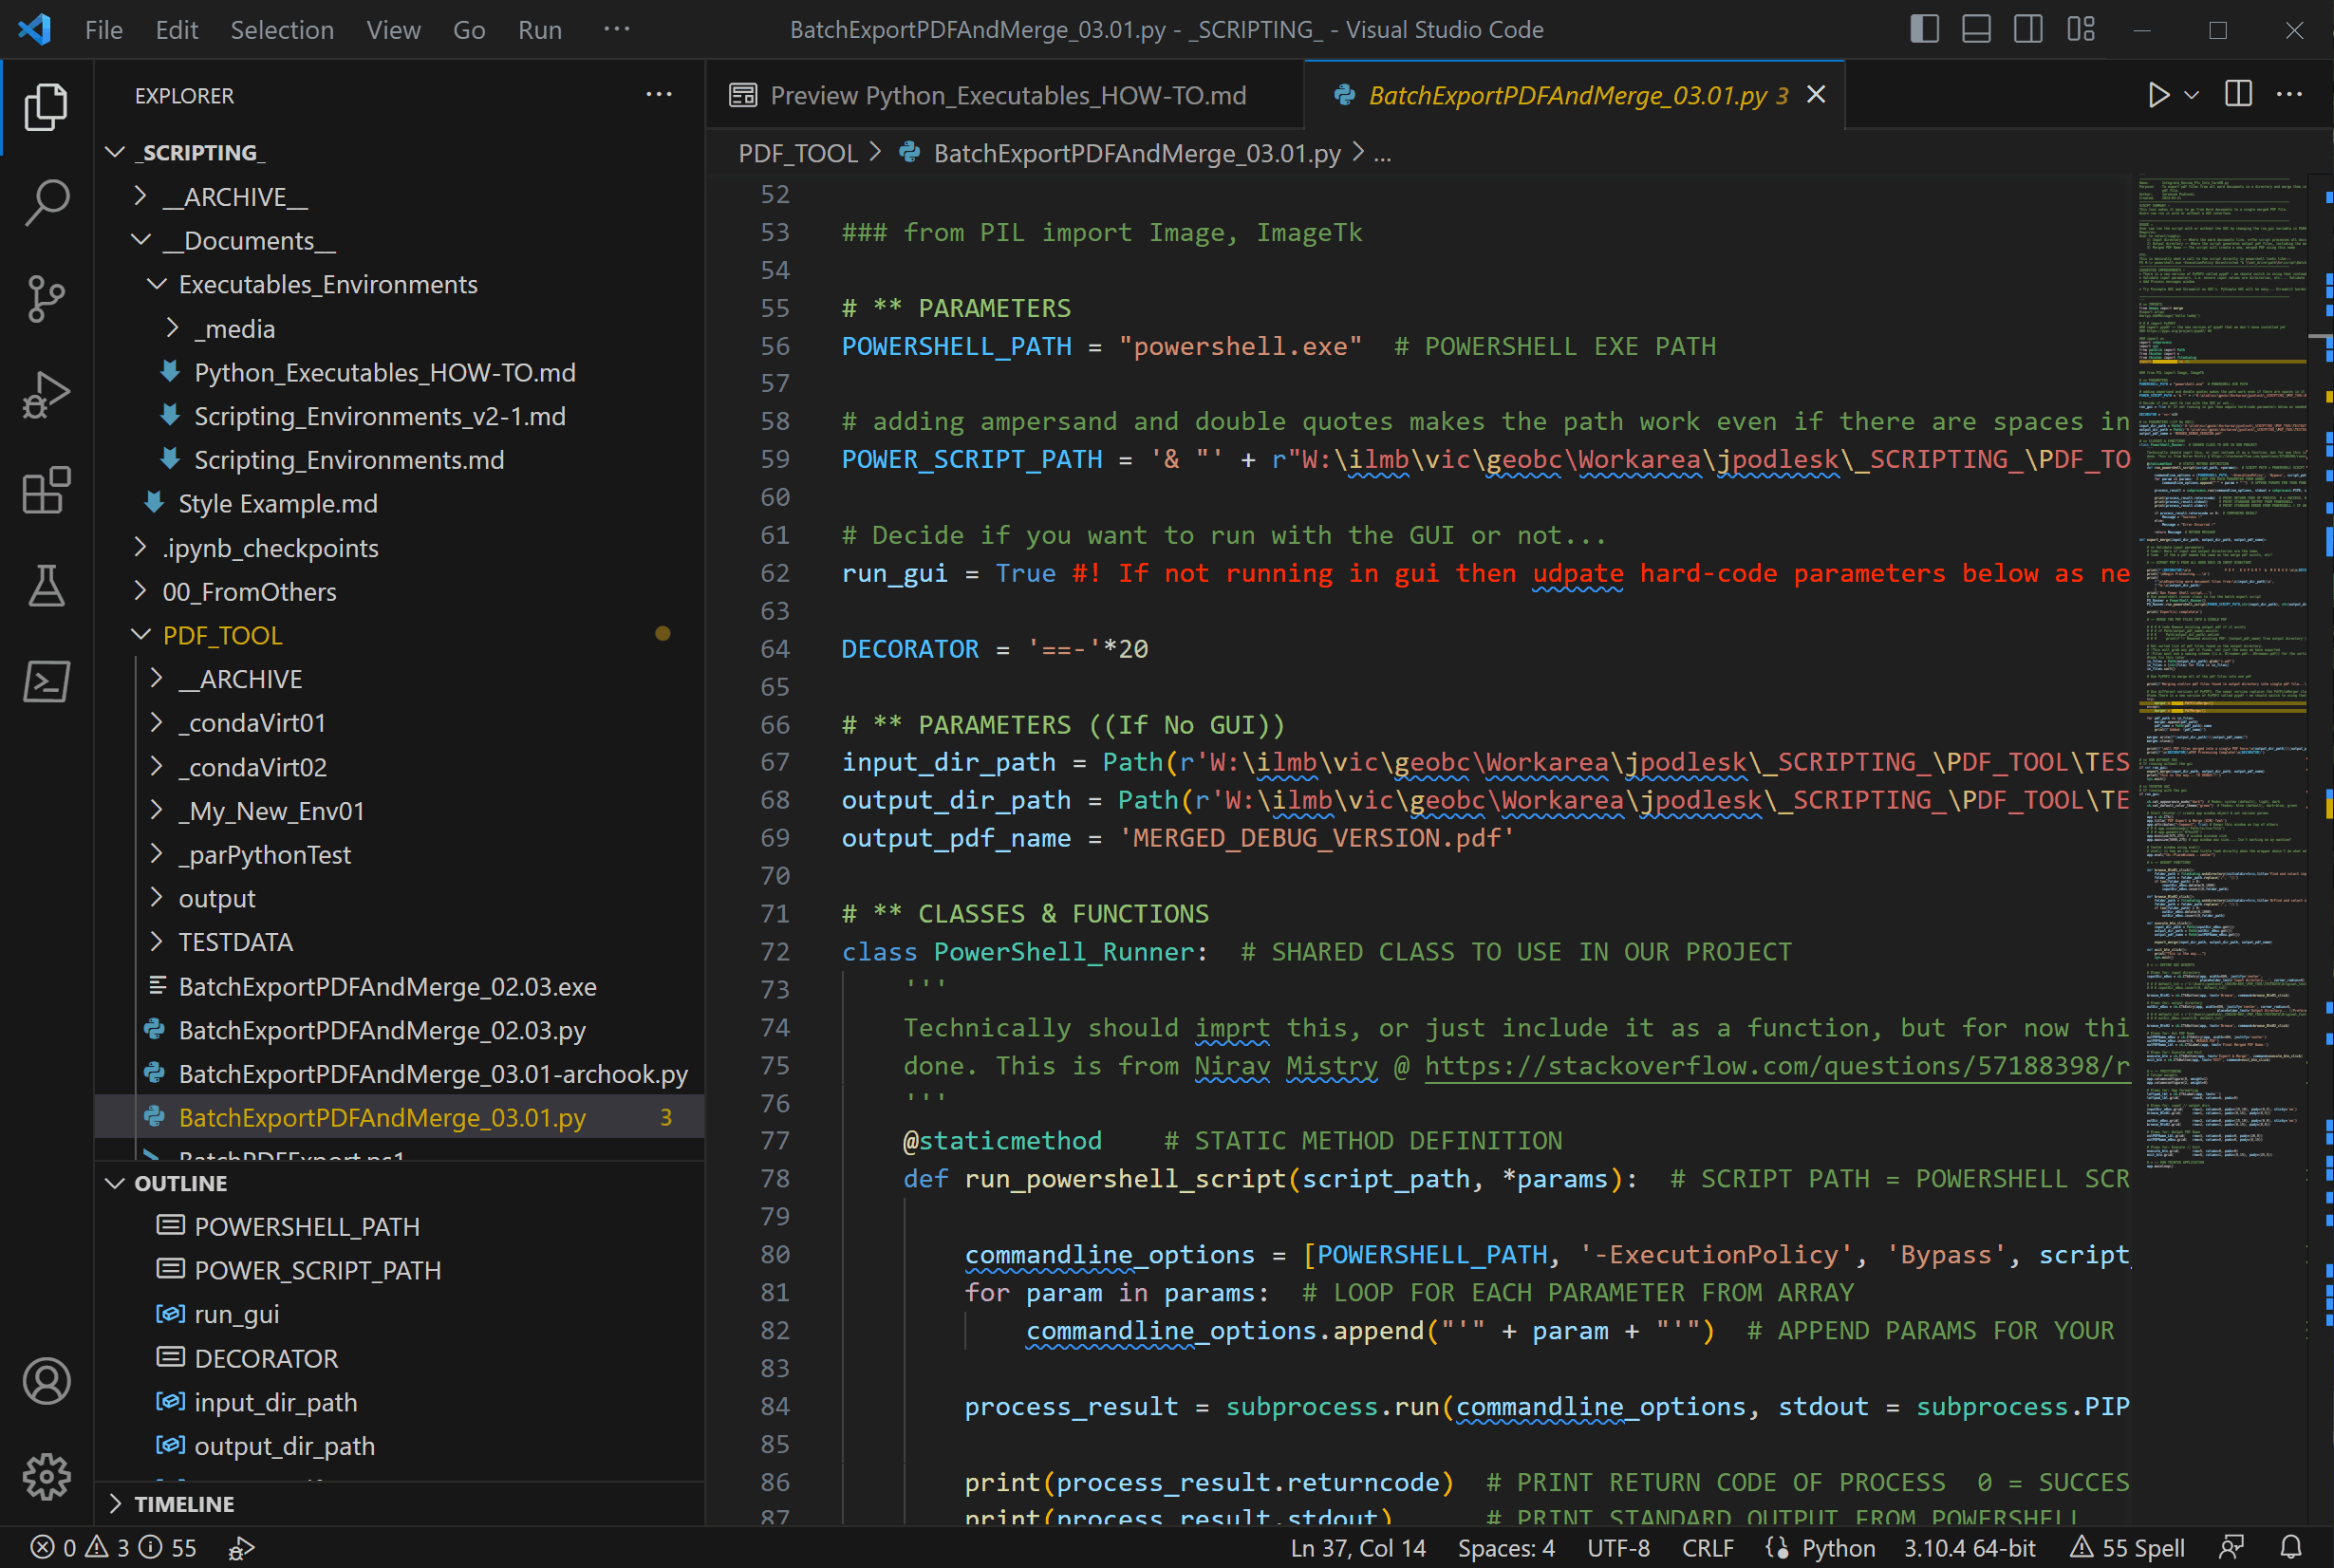 File Edit Selection View Go Run ···
BatchExportPDFAndMerge_03.01.py - _SCRIPTING_ - Visual Studio Code
EXPLORER
_SCRIPTING_
__ARCHIVE__
__Documents__
Executables_Environments
_media
Python_Executables_HOW-TO.md
Scripting_Environments_v2-1.md
Scripting_Environments.md
Style Example.md
.ipynb_checkpoints
00_FromOthers
PDF_TOOL
__ARCHIVE
_condaVirt01
_condaVirt02
_My_New_Env01
_parPythonTest
output
TESTDATA
BatchExportPDFAndMerge_02.03.exe
BatchExportPDFAndMerge_02.03.py
BatchExportPDFAndMerge_03.01-archook.py
BatchExportPDFAndMerge_03.01.py 3
BatchPDFExport.ps1
OUTLINE
POWERSHELL_PATH
POWER_SCRIPT_PATH
run_gui
DECORATOR
input_dir_path
output_dir_path
TIMELINE
Preview Python_Executables_HOW-TO.md
BatchExportPDFAndMerge_03.01.py 3
PDF_TOOL > BatchExportPDFAndMerge_03.01.py > ...
52
53 ### from PIL import Image, ImageTk
54
55 # ** PARAMETERS
56 POWERSHELL_PATH = "powershell.exe"  # POWERSHELL EXE PATH
57
58 # adding ampersand and double quotes makes the path work even if there are spaces in
59 POWER_SCRIPT_PATH = '& "' + r"W:\ilmb\vic\geobc\Workarea\jpodlesk\_SCRIPTING_\PDF_TO
60
61 # Decide if you want to run with the GUI or not...
62 run_gui = True #! If not running in gui then udpate hard-code parameters below as ne
63
64 DECORATOR = '==-'*20
65
66 # ** PARAMETERS ((If No GUI))
67 input_dir_path = Path(r'W:\ilmb\vic\geobc\Workarea\jpodlesk\_SCRIPTING_\PDF_TOOL\TES
68 output_dir_path = Path(r'W:\ilmb\vic\geobc\Workarea\jpodlesk\_SCRIPTING_\PDF_TOOL\TE
69 output_pdf_name = 'MERGED_DEBUG_VERSION.pdf'
70
71 # ** CLASSES & FUNCTIONS
72 class PowerShell_Runner:  # SHARED CLASS TO USE IN OUR PROJECT
73 '''
74 Technically should imprt this, or just include it as a function, but for now thi
75 done. This is from Nirav Mistry @ https://stackoverflow.com/questions/57188398/r
76 '''
77 @staticmethod    # STATIC METHOD DEFINITION
78 def run_powershell_script(script_path, *params):  # SCRIPT PATH = POWERSHELL SCR
79
80 commandline_options = [POWERSHELL_PATH, '-ExecutionPolicy', 'Bypass', script_
81 for param in params:  # LOOP FOR EACH PARAMETER FROM ARRAY
82 commandline_options.append("'" + param + "'")  # APPEND PARAMS FOR YOUR
83
84 process_result = subprocess.run(commandline_options, stdout = subprocess.PIP
85
86 print(process_result.returncode)  # PRINT RETURN CODE OF PROCESS  0 = SUCCES
87 print(process_result.stdout)      # PRINT STANDARD OUTPUT FROM POWERSHELL
0 3 55
Ln 37, Col 14 Spaces: 4 UTF-8 CRLF Python 3.10.4 64-bit 55 Spell